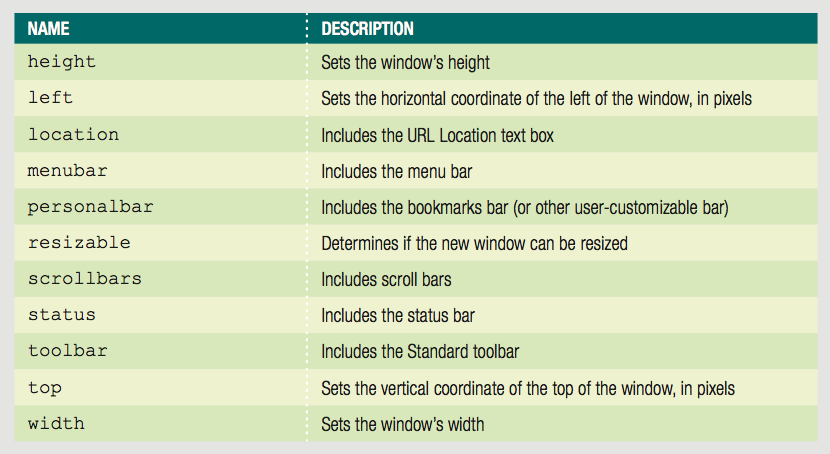 NAME DESCRIPTION
height Sets the window’s height
left Sets the horizontal coordinate of the left of the window, in pixels
location Includes the URL Location text box
menubar Includes the menu bar
personalbar Includes the bookmarks bar (or other user-customizable bar)
resizable Determines if the new window can be resized
scrollbars Includes scroll bars
status Includes the status bar
toolbar Includes the Standard toolbar
top Sets the vertical coordinate of the top of the window, in pixels
width Sets the window’s width